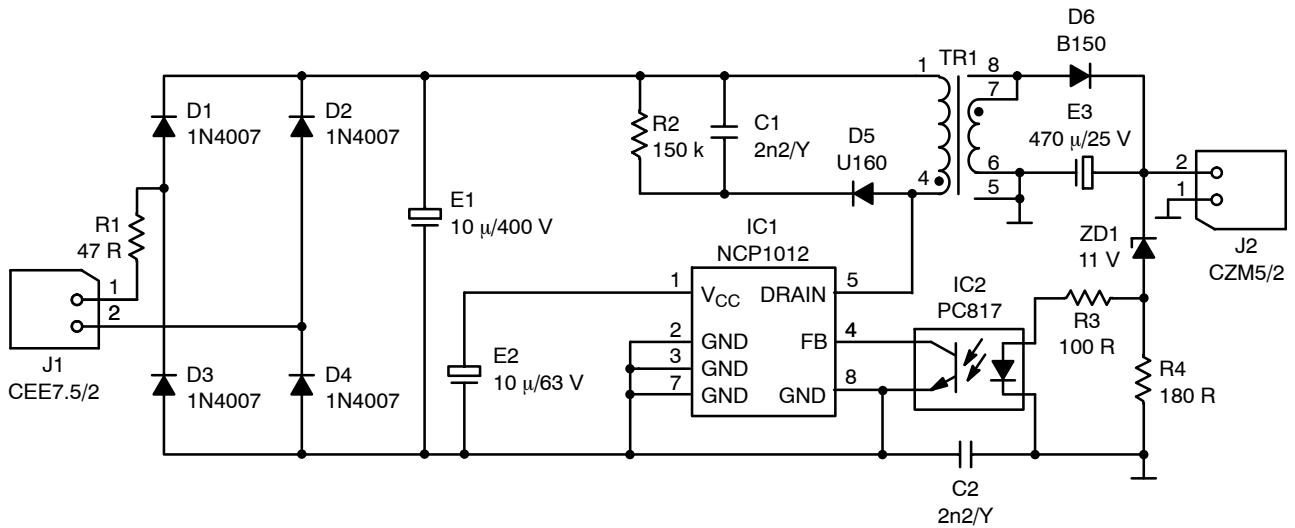 D6
B150
TR1
1
8
7
D1
1N4007
D2
1N4007
R2
150 k
C1
2n2/Y
D5
U160
4
6
5
E3
470 μ/25 V
2
1
J2
CZM5/2
R1
47 R
E1
10 μ/400 V
IC1
NCP1012
ZD1
11 V
1
2
J1
CEE7.5/2
1
VCC
DRAIN
5
IC2
PC817
R3
100 R
2
GND
FB
4
3
GND
7
GND
GND
8
E2
10 μ/63 V
D3
1N4007
D4
1N4007
R4
180 R
C2
2n2/Y